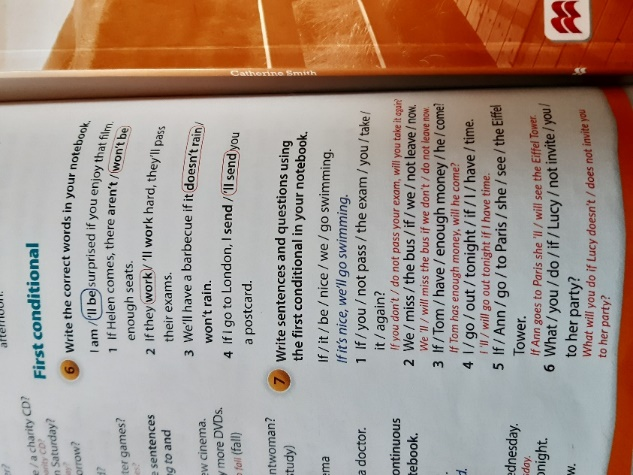 Catherine Smith
afternoon.
First conditional
6 Write the correct words in your notebook.
I am / 'll be surprised if you enjoy that film.
1 If Helen comes, there aren't / won't be
enough seats.
2 If they work / 'll work hard, they'll pass
their exams.
3 We'll have a barbecue if it doesn't rain /
won't rain.
4 If I go to London, I send / 'll send you
a postcard.
7 Write sentences and questions using
the first conditional in your notebook.
If / it / be / nice / we / go swimming.
If it's nice, we'll go swimming.
1 If / you / not pass / the exam / you / take /
it / again?
If you don't / do not pass your exam, will you take it again?
2 We / miss / the bus / if / we / not leave / now.
We 'll / will miss the bus if we don't / do not leave now.
3 If / Tom / have / enough money / he / come?
If Tom has enough money, will he come?
4 I / go / out / tonight / if / I / have / time.
I 'll / will go out tonight if I have time.
5 If / Ann / go / to Paris / she / see / the Eiffel
Tower.
If Ann goes to Paris she 'll / will see the Eiffel Tower.
6 What / you / do / if / Lucy / not invite / you /
to her party?
What will you do if Lucy doesn't / does not invite you
to her party?
/ a charity CD?
n Saturday?
orrow?
ter games?
sentences
ng to and
w cinema.
more DVDs.
(fall)
ntwoman?
study)
ema
a doctor.
ontinuous
tebook.
dnesday.
night.